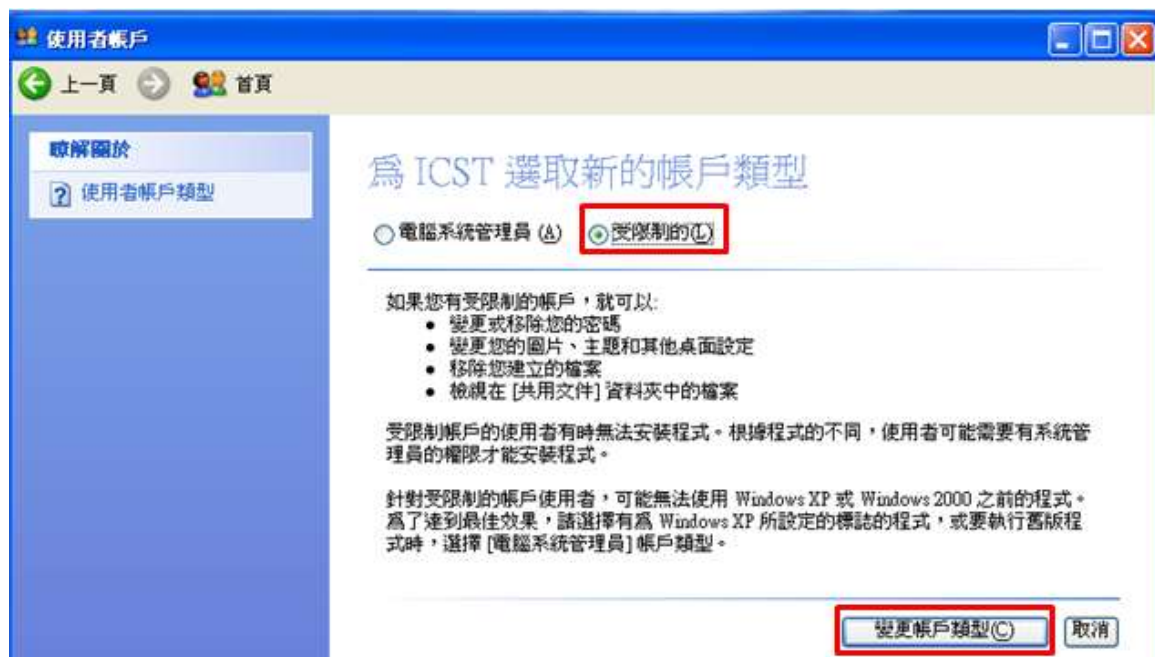 使用者帳戶
上一頁 首頁
瞭解關於
使用者帳戶類型
為 ICST 選取新的帳戶類型
電腦系統管理員 (A) 受限制的(L)
如果您有受限制的帳戶，就可以:
• 變更或移除您的密碼
• 變更您的圖片、主題和其他桌面設定
• 移除您建立的檔案
• 檢視在 [共用文件] 資料夾中的檔案
受限制帳戶的使用者有時無法安裝程式。根據程式的不同，使用者可能需要有系統管
理員的權限才能安裝程式。
針對受限制的帳戶使用者，可能無法使用 Windows XP 或 Windows 2000 之前的程式。
為了達到最佳效果，請選擇有為 Windows XP 所設定的標誌的程式，或要執行舊版程
式時，選擇 [電腦系統管理員] 帳戶類型。
變更帳戶類型(C) 取消